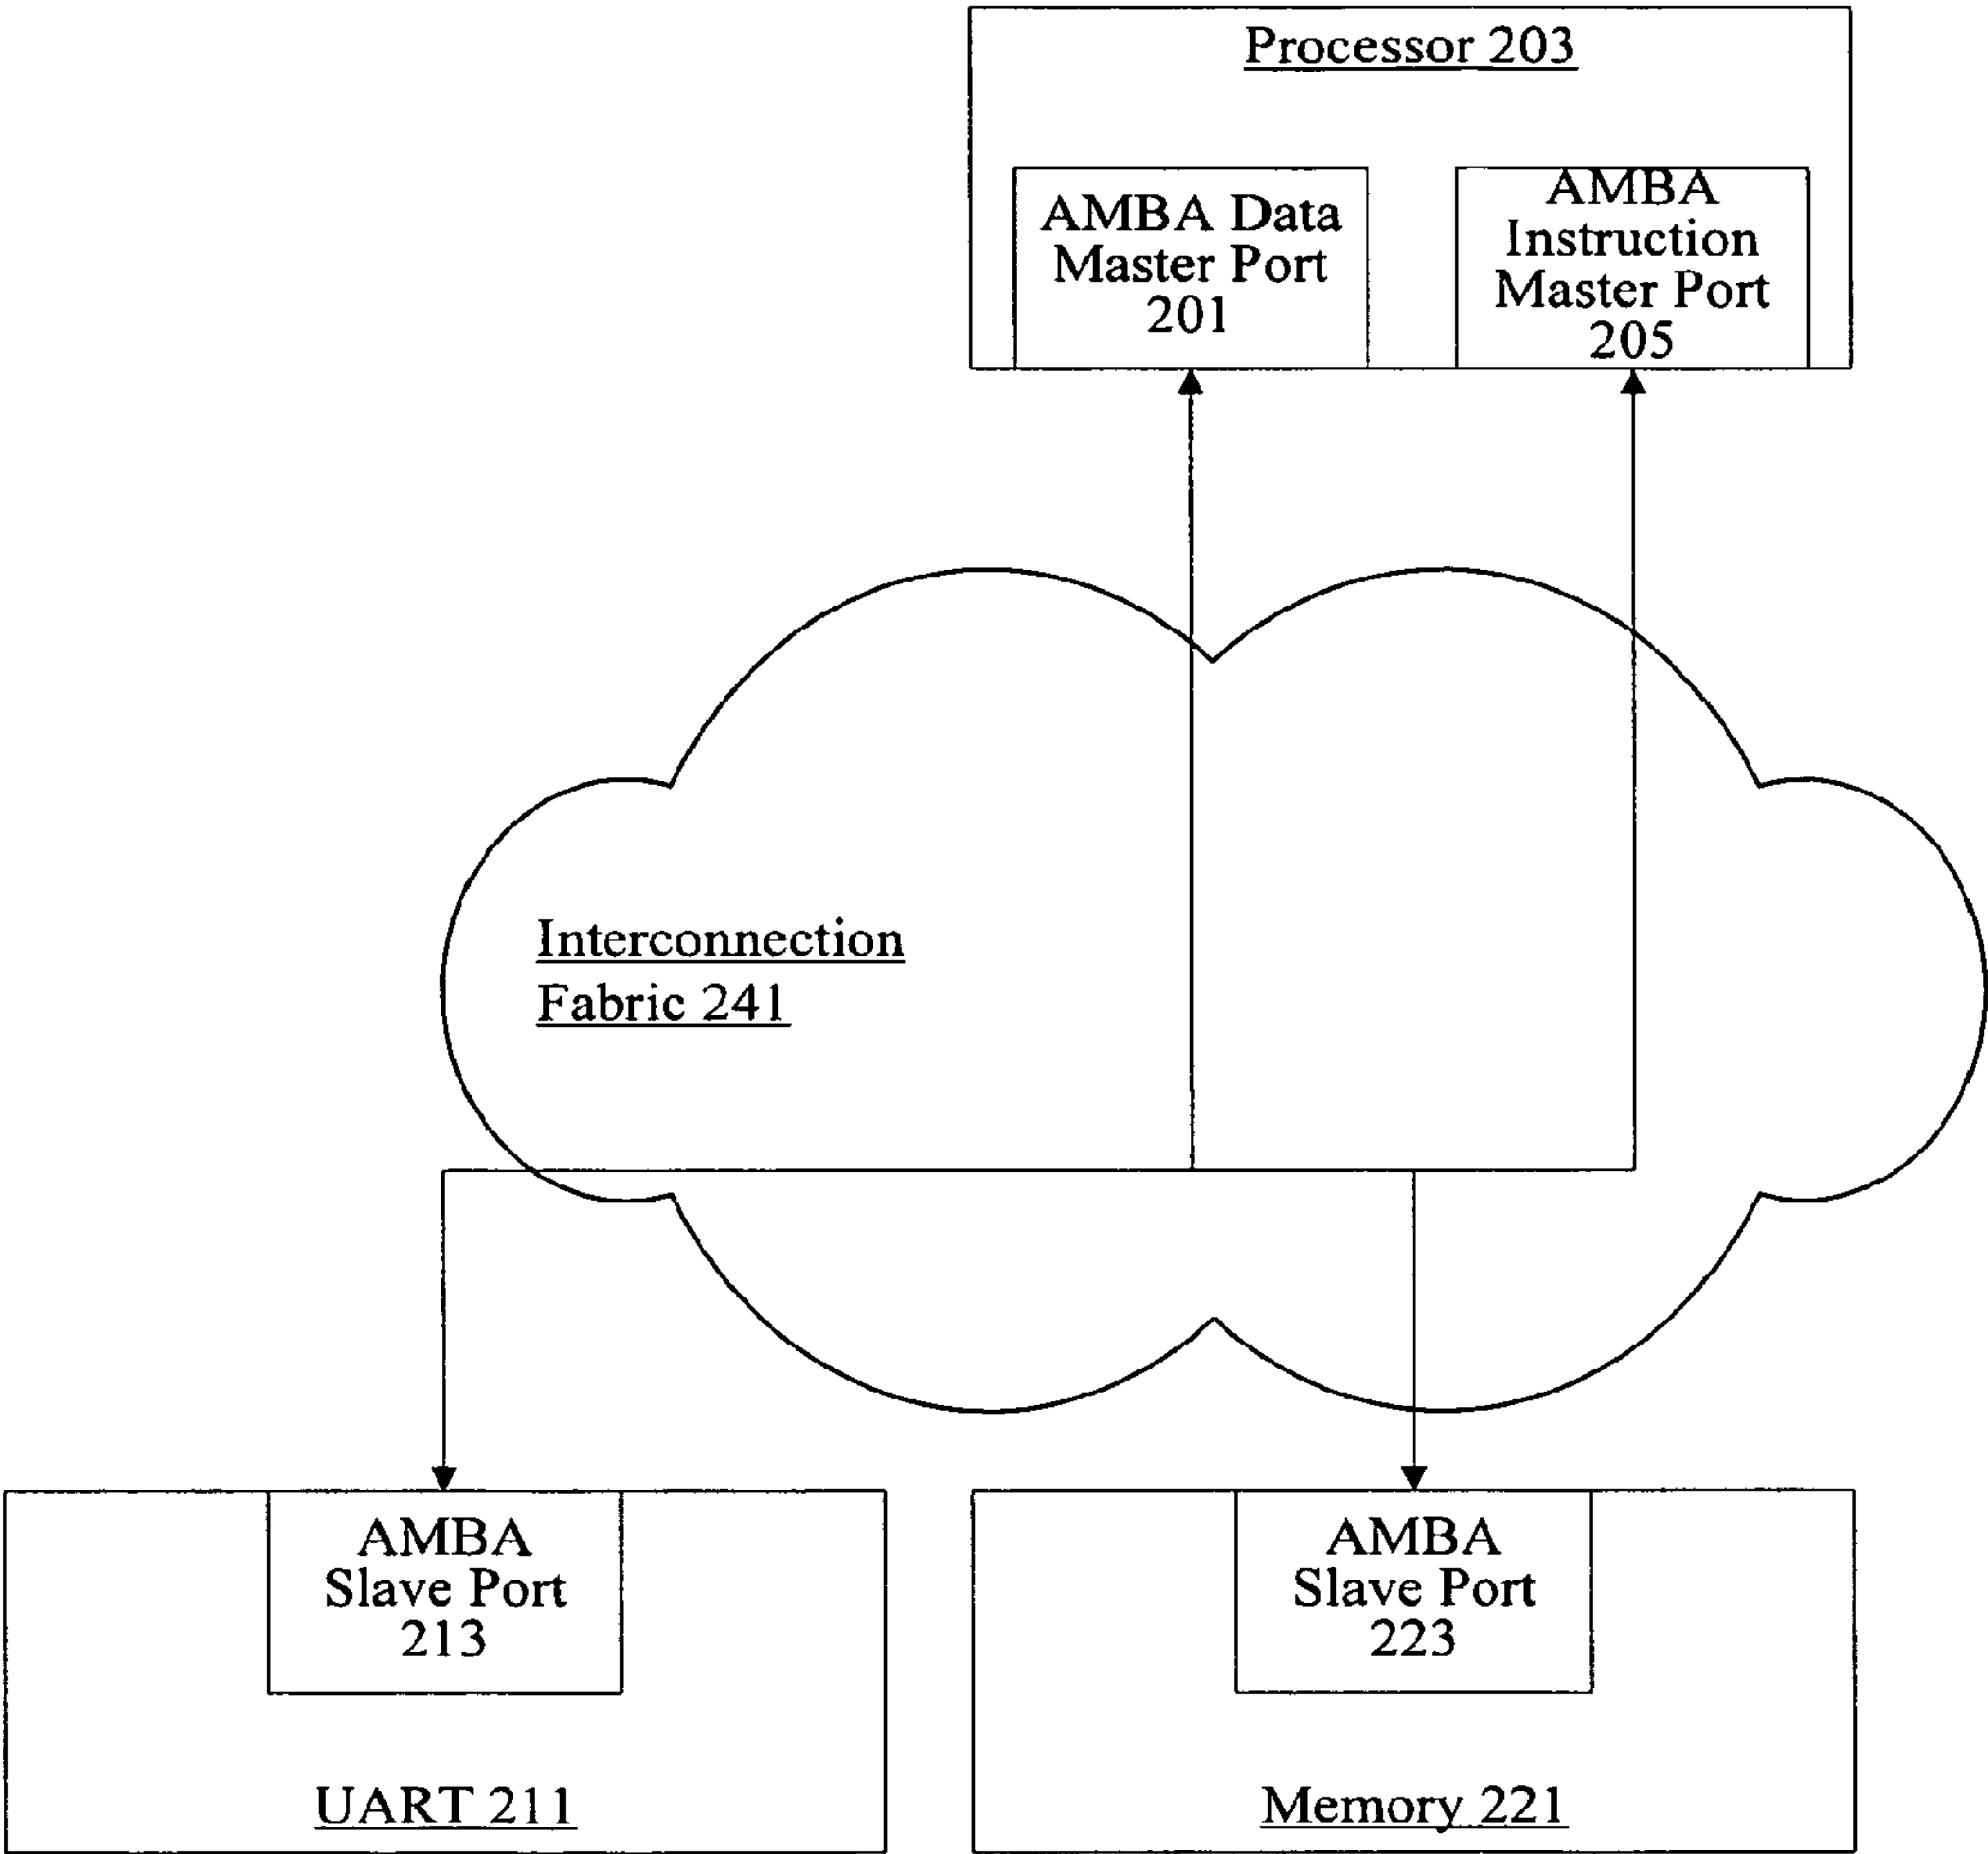 Processor 203
AMBA Data
Master Port
201
AMBA
Instruction
Master Port
205
Interconnection
Fabric 241
AMBA
Slave Port
213
UART 211
AMBA
Slave Port
223
Memory 221